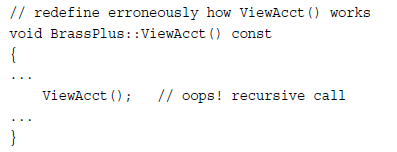 // redefine erroneously how ViewAcct() works
void BrassPlus::ViewAcct() const
{
...
    ViewAcct();   // oops! recursive call
...
}